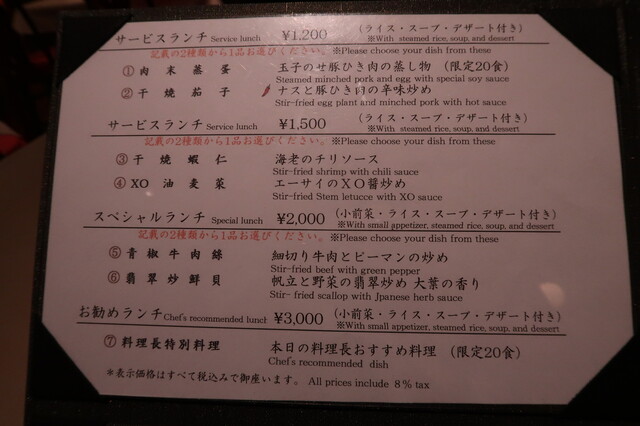 サービスランチ Service lunch ¥1,200 （ライス・スープ・デザート付き）
※With steamed rice, soup, and dessert
記載の2種類から1品お選びください。※Please choose your dish from these
① 肉末蒸蛋 玉子のせ豚ひき肉の蒸し物 （限定20食）
Steamed minched pork and egg with special soy sauce
② 干焼茄子 ナスと豚ひき肉の辛味炒め
Stir-fried egg plant and minched pork with hot sauce
サービスランチ Service lunch ¥1,500 （ライス・スープ・デザート付き）
※With steamed rice, soup, and dessert
記載の2種類から1品お選びください。※Please choose your dish from these
③ 干焼蝦仁 海老のチリソース
Stir-fried shrimp with chili sauce
④ XO油麦菜 エーサイのXO醤炒め
Stir-fried Stem letucce with XO sauce
スペシャルランチ Special lunch ¥2,000 （小前菜・ライス・スープ・デザート付き）
※With small appetizer, steamed rice, soup, and dessert
記載の2種類から1品お選びください。※Please choose your dish from these
⑤ 青椒牛肉絲 細切り牛肉とピーマンの炒め
Stir-fried beef with green pepper
⑥ 翡翠炒鮮貝 帆立と野菜の翡翠炒め 大葉の香り
Stir- fried scallop with Jpanese herb sauce
お勧めランチ Chef's recommended lunch ¥3,000 （小前菜・ライス・スープ・デザート付き）
※With small appetizer, steamed rice, soup, and dessert
⑦ 料理長特別料理 本日の料理長おすすめ料理 （限定20食）
Chef's recommended dish
＊表示価格はすべて税込みで御座います。 All prices include 8% tax